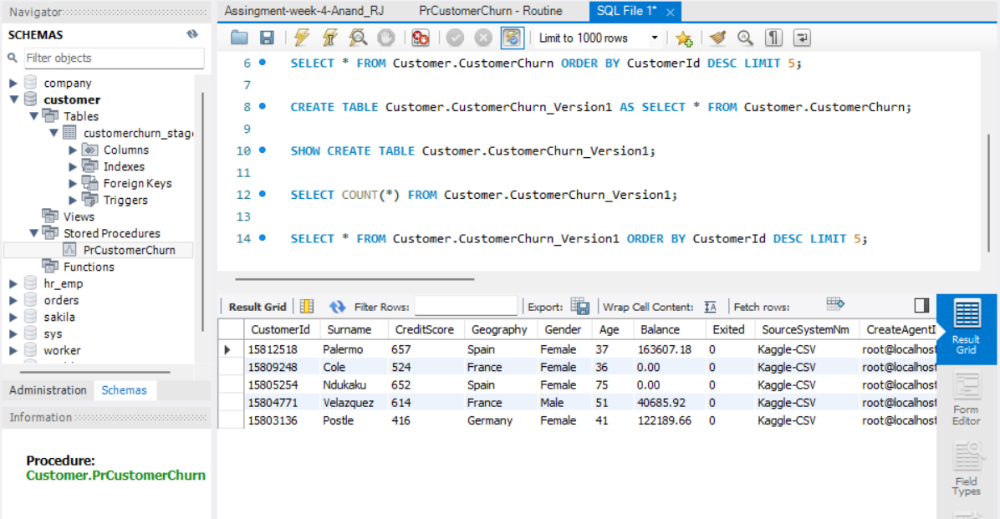 Navigator
SCHEMAS
Filter objects
company
customer
Tables
customerchurn_stag
Columns
Indexes
Foreign Keys
Triggers
Views
Stored Procedures
PrCustomerChurn
Functions
hr_emp
orders
sakila
sys
worker
Administration Schemas
Information
Procedure:
Customer.PrCustomerChurn
Assingment-week-4-Anand_RJ PrCustomerChurn - Routine SQL File 1*
Limit to 1000 rows
6 SELECT * FROM Customer.CustomerChurn ORDER BY CustomerId DESC LIMIT 5;
7
8 CREATE TABLE Customer.CustomerChurn_Version1 AS SELECT * FROM Customer.CustomerChurn;
9
10 SHOW CREATE TABLE Customer.CustomerChurn_Version1;
11
12 SELECT COUNT(*) FROM Customer.CustomerChurn_Version1;
13
14 SELECT * FROM Customer.CustomerChurn_Version1 ORDER BY CustomerId DESC LIMIT 5;
Result Grid Filter Rows: Export: Wrap Cell Content: Fetch rows:
CustomerId Surname CreditScore Geography Gender Age Balance Exited SourceSystemNm CreateAgentI
15812518 Palermo 657 Spain Female 37 163607.18 0 Kaggle-CSV root@localhost
15809248 Cole 524 France Female 36 0.00 0 Kaggle-CSV root@localhost
15805254 Ndukaku 652 Spain Female 75 0.00 0 Kaggle-CSV root@localhost
15804771 Velazquez 614 France Male 51 40685.92 0 Kaggle-CSV root@localhost
15803136 Postle 416 Germany Female 41 122189.66 0 Kaggle-CSV root@localhost
Result
Grid
Form
Editor
Field
Types